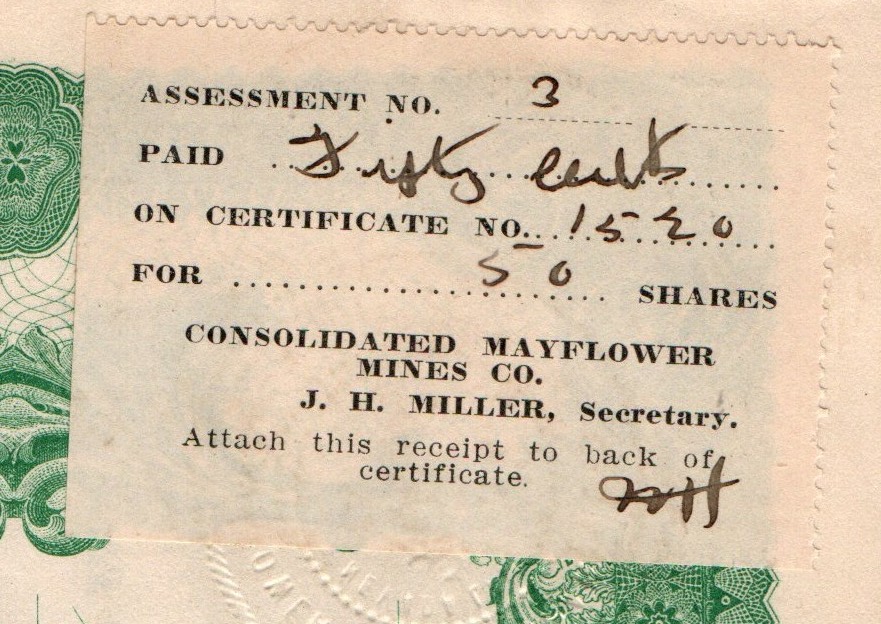 ASSESSMENT NO. 3
PAID Fifty cents
ON CERTIFICATE NO. 1520
FOR 50 SHARES
CONSOLIDATED MAYFLOWER
MINES CO.
J. H. MILLER, Secretary.
Attach this receipt to back of
certificate.